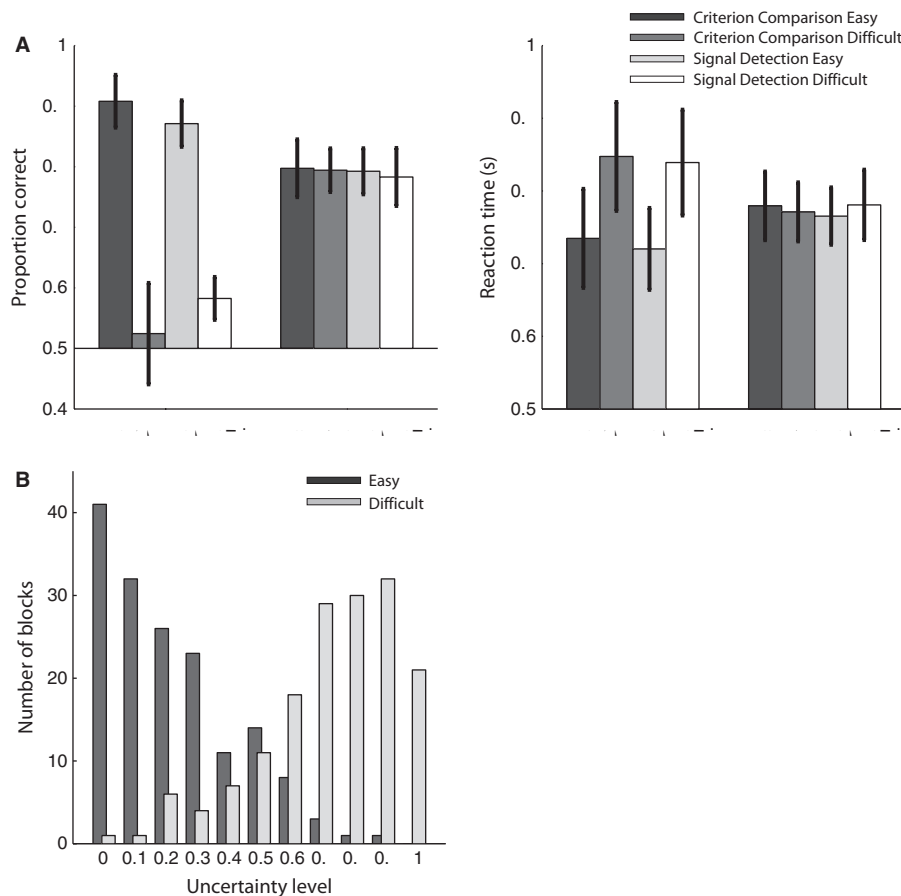 A
Proportion correct
1
0.
0.
0.
0.6
0.5
0.4
Reaction time (s)
1
0.
0.
0.
0.6
0.5
Criterion Comparison Easy
Criterion Comparison Difficult
Signal Detection Easy
Signal Detection Difficult
B
Easy
Difficult
Number of blocks
40
30
20
10
0
0 0.1 0.2 0.3 0.4 0.5 0.6 0. 0. 0. 1
Uncertainty level